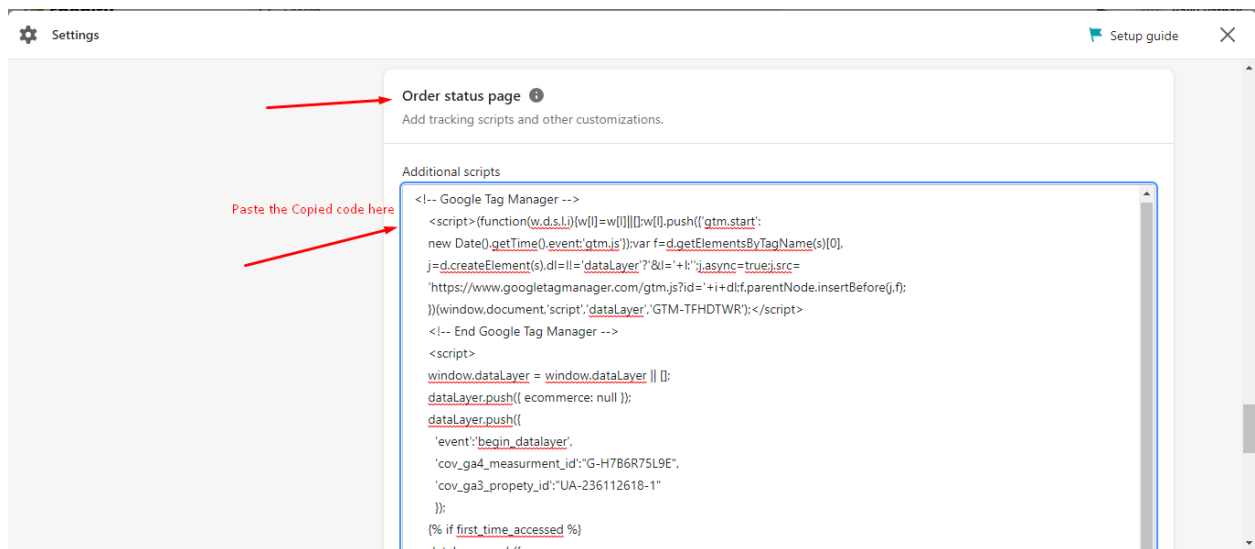 Settings
Setup guide
Order status page
Add tracking scripts and other customizations.
Additional scripts
Paste the Copied code here
<!-- Google Tag Manager -->
<script>(function(w,d,s,l,i){w[l]=w[l]||[];w[l].push({'gtm.start':
new Date().getTime(),event:'gtm.js'});var f=d.getElementsByTagName(s)[0],
j=d.createElement(s),dl=l!='dataLayer'?'&l='+l:'';j.async=true;j.src=
'https://www.googletagmanager.com/gtm.js?id='+i+dl;f.parentNode.insertBefore(j,f);
})(window,document,'script','dataLayer','GTM-TFHDTWR');</script>
<!-- End Google Tag Manager -->
<script>
window.dataLayer = window.dataLayer || [];
dataLayer.push({ ecommerce: null });
dataLayer.push({
'event':'begin_datalayer',
'cov_ga4_measurment_id':"G-H7B6R75L9E",
'cov_ga3_propety_id':"UA-236112618-1"
});
{% if first_time_accessed %}